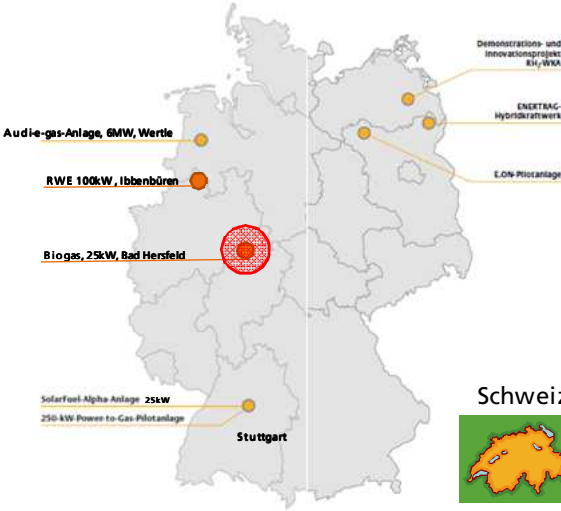 Demonstrations- und
Innovationsprojekt
RH₂-WKA
ENERTRAG-
Hybridkraftwerk
Audi-e-gas-Anlage, 6MW, Wertle
E.ON-Pilotanlage
RWE 100kW, Ibbenbüren
Biogas, 25kW, Bad Hersfeld
Schweiz
SolarFuel-Alpha-Anlage 25kW
250-kW-Power-to-Gas-Pilotanlage
Stuttgart